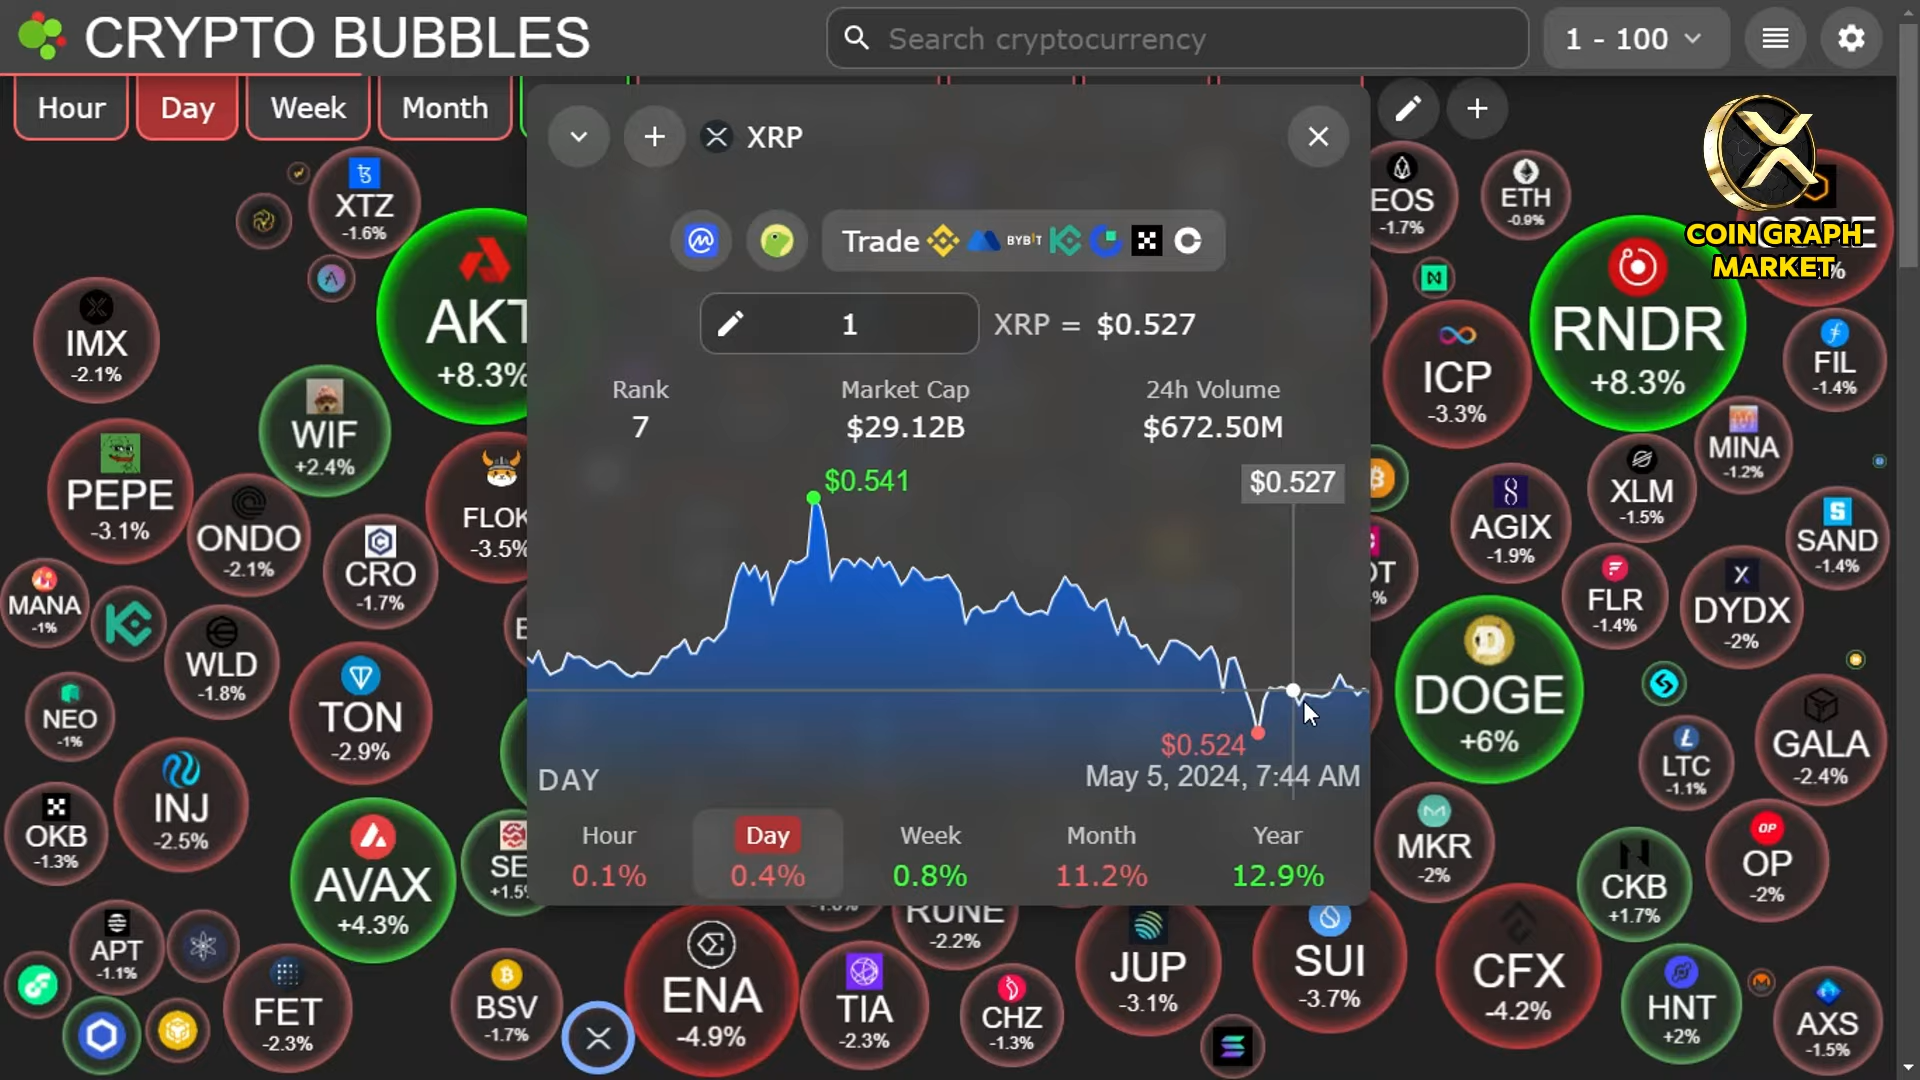 CRYPTO BUBBLES
Search cryptocurrency
1 - 100
Hour
Day
Week
Month
XRP
Trade
BYBIT
1
XRP = $0.527
Rank
7
Market Cap
$29.12B
24h Volume
$672.50M
$0.541
$0.527
$0.524
May 5, 2024, 7:44 AM
DAY
Hour
0.1%
Day
0.4%
Week
0.8%
Month
11.2%
Year
12.9%
COIN GRAPH
MARKET
XTZ
-1.6%
AKT
+8.3%
IMX
-2.1%
WIF
+2.4%
PEPE
-3.1%
ONDO
-2.1%
FLOK
-3.5%
CRO
-1.7%
MANA
-1%
WLD
-1.8%
TON
-2.9%
NEO
-1%
INJ
-2.5%
OKB
-1.3%
AVAX
+4.3%
SE
+1.5%
APT
-1.1%
FET
-2.3%
BSV
-1.7%
ENA
-4.9%
TIA
-2.3%
RUNE
-2.2%
CHZ
-1.3%
JUP
-3.1%
SUI
-3.7%
CFX
-4.2%
HNT
+2%
AXS
-1.5%
EOS
-1.7%
ETH
-0.9%
RNDR
+8.3%
ICP
-3.3%
FIL
-1.4%
MINA
-1.2%
XLM
-1.5%
AGIX
-1.9%
SAND
-1.4%
FLR
-1.4%
DYDX
-2%
DOGE
+6%
LTC
-1.1%
GALA
-2.4%
MKR
-2%
CKB
+1.7%
OP
-2%